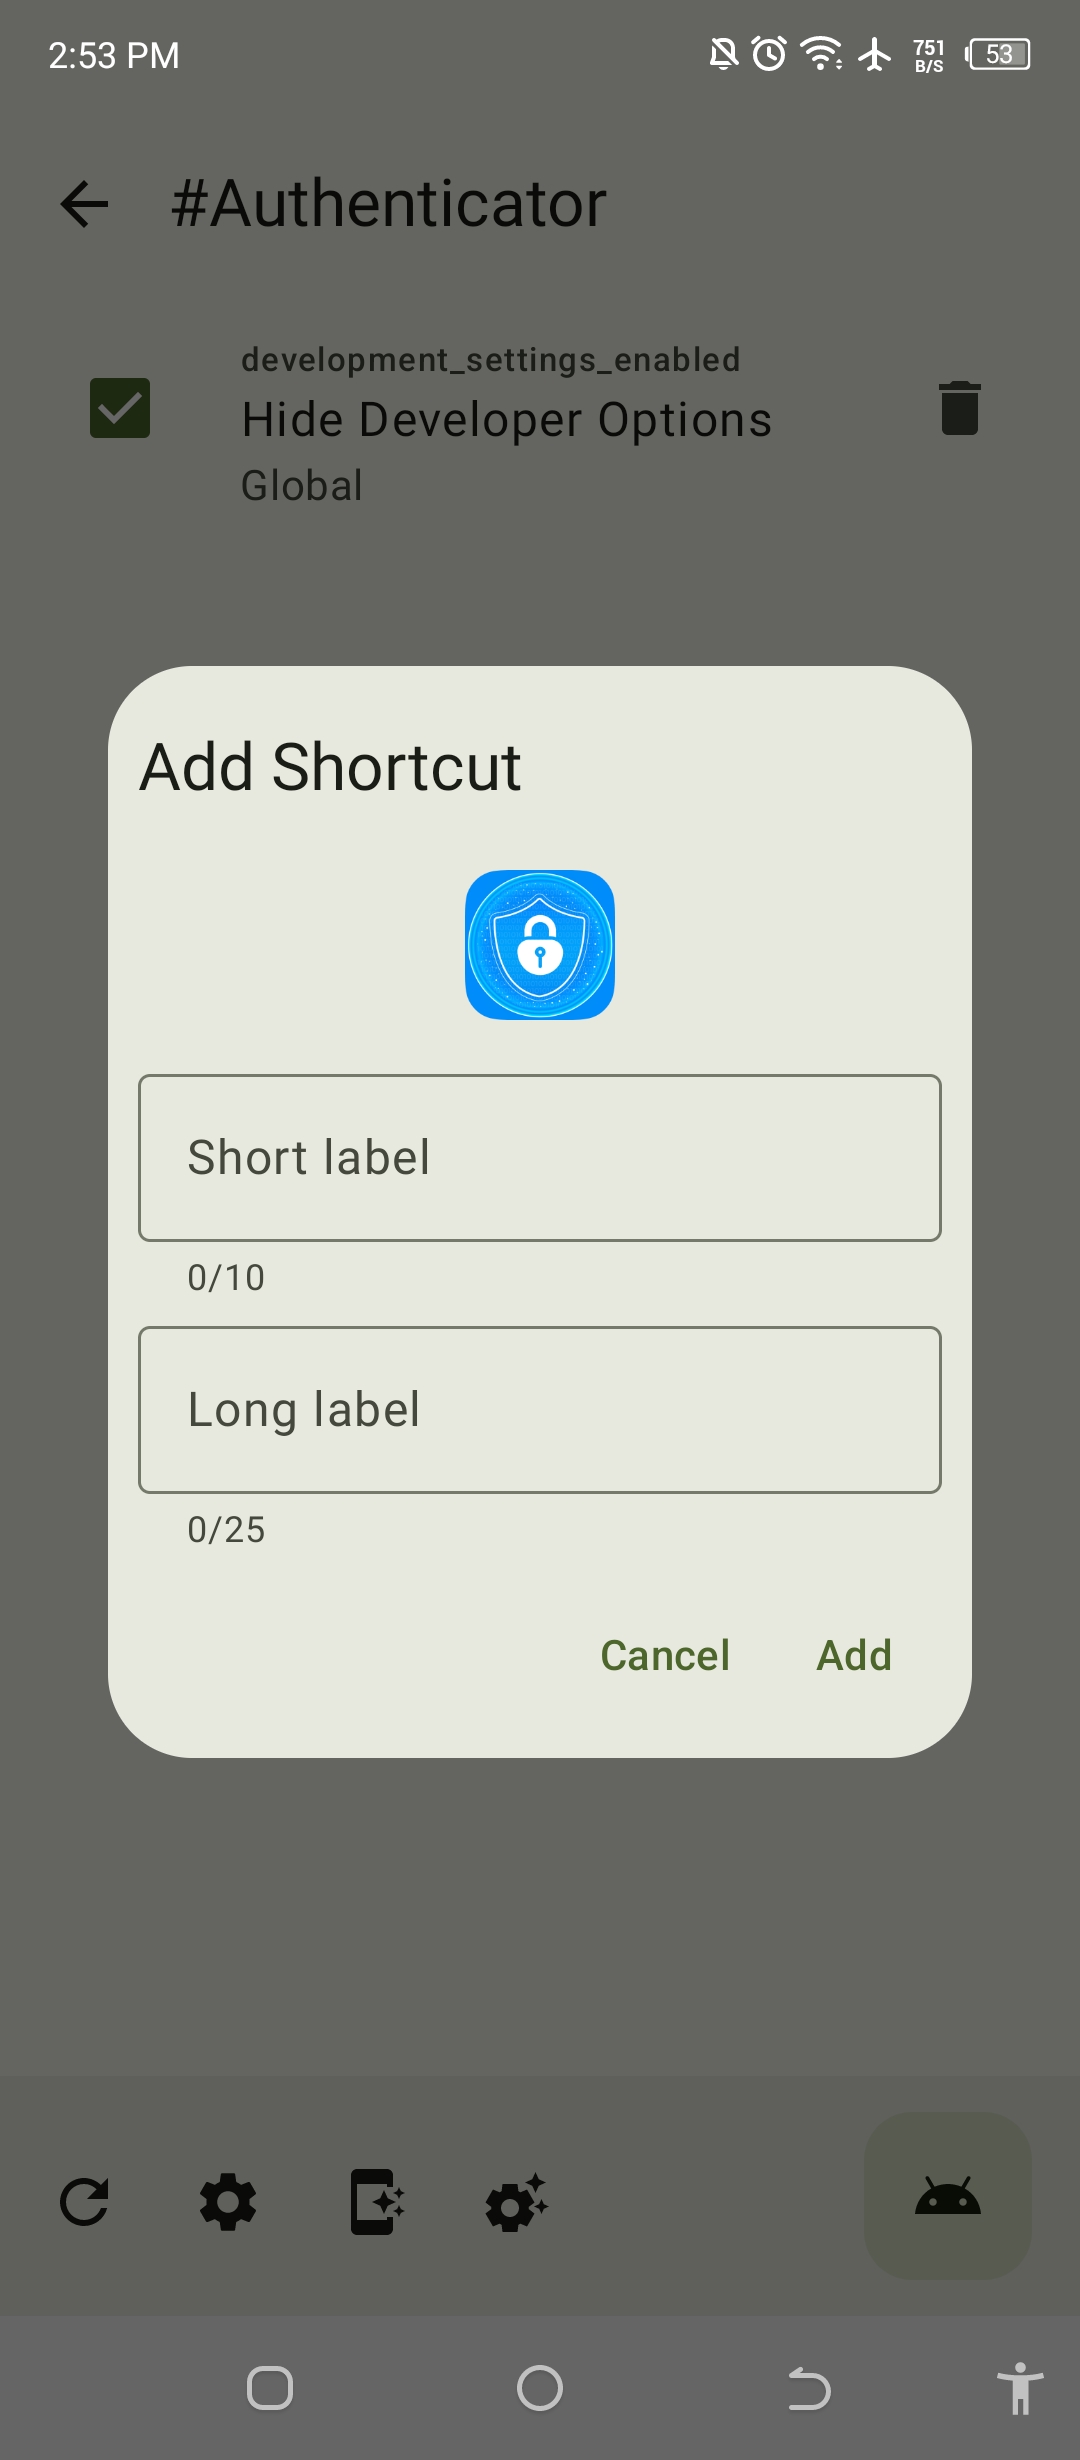 2:53 PM
751
B/S
53
#Authenticator
development_settings_enabled
Hide Developer Options
Global
Add Shortcut
Short label
0/10
Long label
0/25
Cancel Add